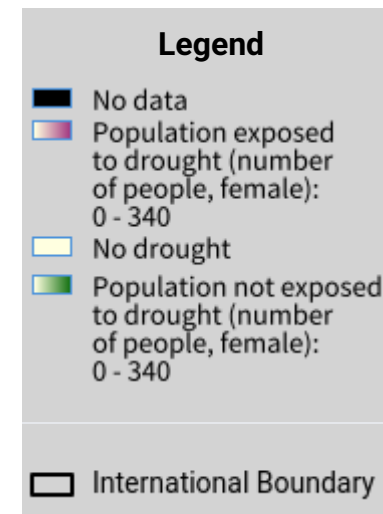 Legend
No data
Population exposed
to drought (number
of people, female):
0 - 340
No drought
Population not exposed
to drought (number
of people, female):
0 - 340
International Boundary